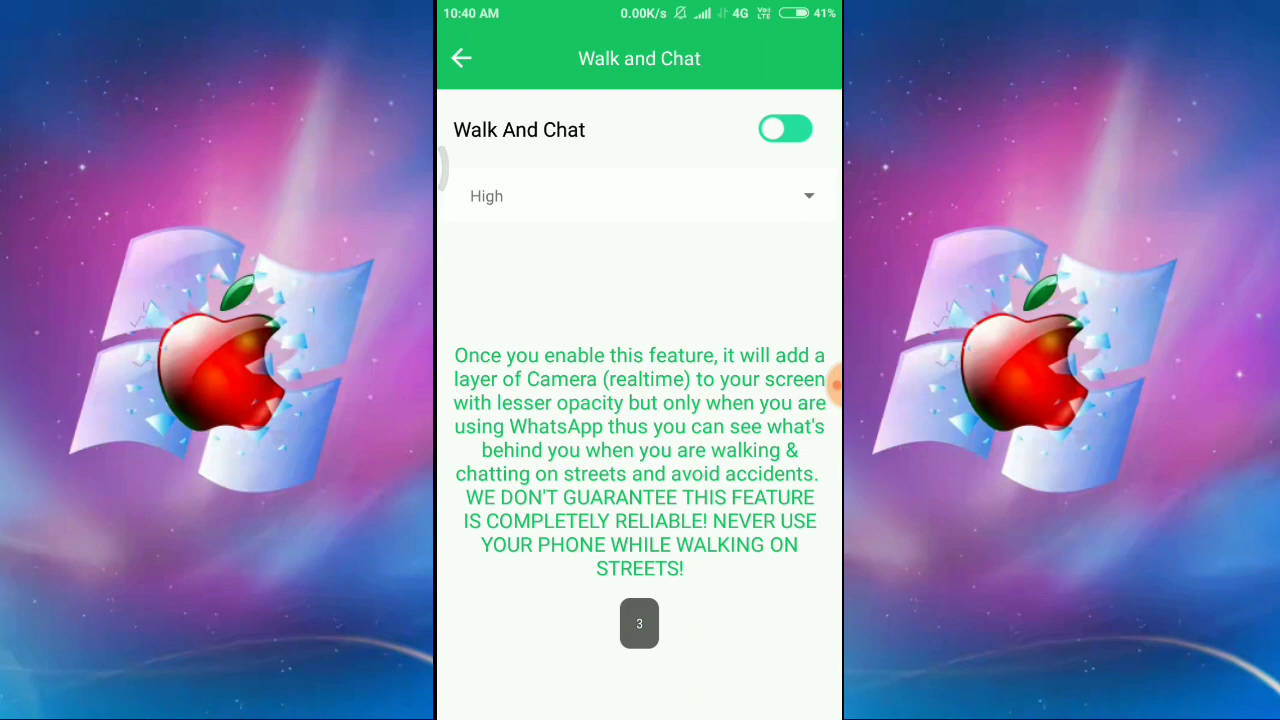 10:40 AM 0.00K/s 4G Vo) LTE 41%
Walk and Chat
Walk And Chat
High
Once you enable this feature, it will add a
layer of Camera (realtime) to your screen
with lesser opacity but only when you are
using WhatsApp thus you can see what's
behind you when you are walking &
chatting on streets and avoid accidents.
WE DON'T GUARANTEE THIS FEATURE
IS COMPLETELY RELIABLE! NEVER USE
YOUR PHONE WHILE WALKING ON
STREETS!
3